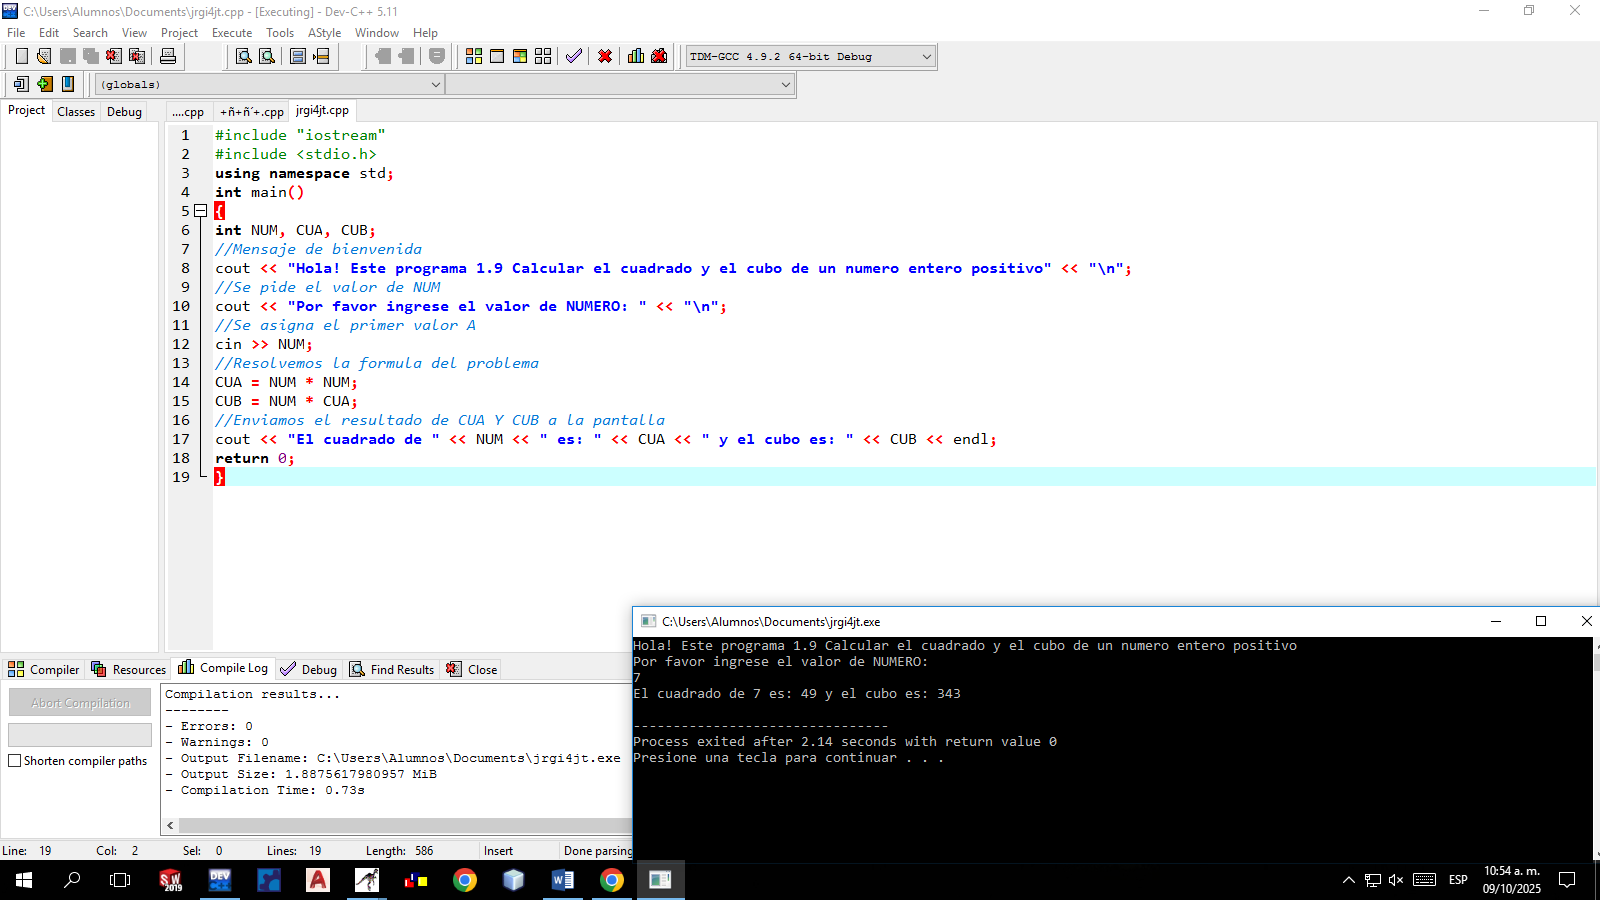 C:\Users\Alumnos\Documents\jrgi4jt.cpp - [Executing] - Dev-C++ 5.11
File Edit Search View Project Execute Tools AStyle Window Help
TDM-GCC 4.9.2 64-bit Debug
(globals)
Project Classes Debug
....cpp +ñ+ñ´+.cpp jrgi4jt.cpp
1 #include "iostream"
2 #include <stdio.h>
3 using namespace std;
4 int main()
5 {
6 int NUM, CUA, CUB;
7 //Mensaje de bienvenida
8 cout << "Hola! Este programa 1.9 Calcular el cuadrado y el cubo de un numero entero positivo" << "\n";
9 //Se pide el valor de NUM
10 cout << "Por favor ingrese el valor de NUMERO: " << "\n";
11 //Se asigna el primer valor A
12 cin >> NUM;
13 //Resolvemos la formula del problema
14 CUA = NUM * NUM;
15 CUB = NUM * CUA;
16 //Enviamos el resultado de CUA Y CUB a la pantalla
17 cout << "El cuadrado de " << NUM << " es: " << CUA << " y el cubo es: " << CUB << endl;
18 return 0;
19 }
Compiler Resources Compile Log Debug Find Results Close
Abort Compilation
Shorten compiler paths
Compilation results...
--------
- Errors: 0
- Warnings: 0
- Output Filename: C:\Users\Alumnos\Documents\jrgi4jt.exe
- Output Size: 1.8875617980957 MiB
- Compilation Time: 0.73s
C:\Users\Alumnos\Documents\jrgi4jt.exe
Hola! Este programa 1.9 Calcular el cuadrado y el cubo de un numero entero positivo
Por favor ingrese el valor de NUMERO:
7
El cuadrado de 7 es: 49 y el cubo es: 343
--------------------------------
Process exited after 2.14 seconds with return value 0
Presione una tecla para continuar . . .
Line: 19 Col: 2 Sel: 0 Lines: 19 Length: 586 Insert Done parsing
SW 2019
DEV
ESP
10:54 a. m.
09/10/2025